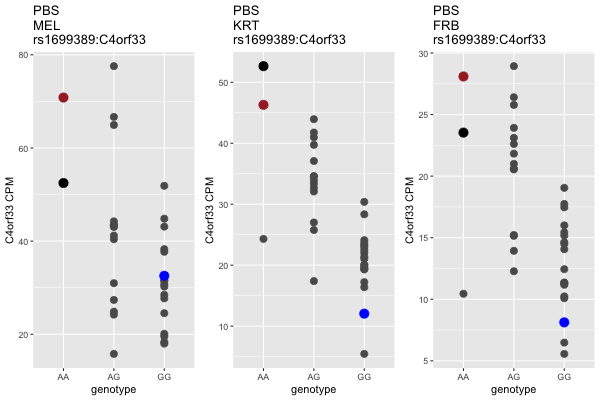 PBS
MEL
rs1699389:C4orf33
80
60
40
20
C4orf33 CPM
AA AG GG
genotype
PBS
KRT
rs1699389:C4orf33
50
40
30
20
10
C4orf33 CPM
AA AG GG
genotype
PBS
FRB
rs1699389:C4orf33
30
25
20
15
10
5
C4orf33 CPM
AA AG GG
genotype